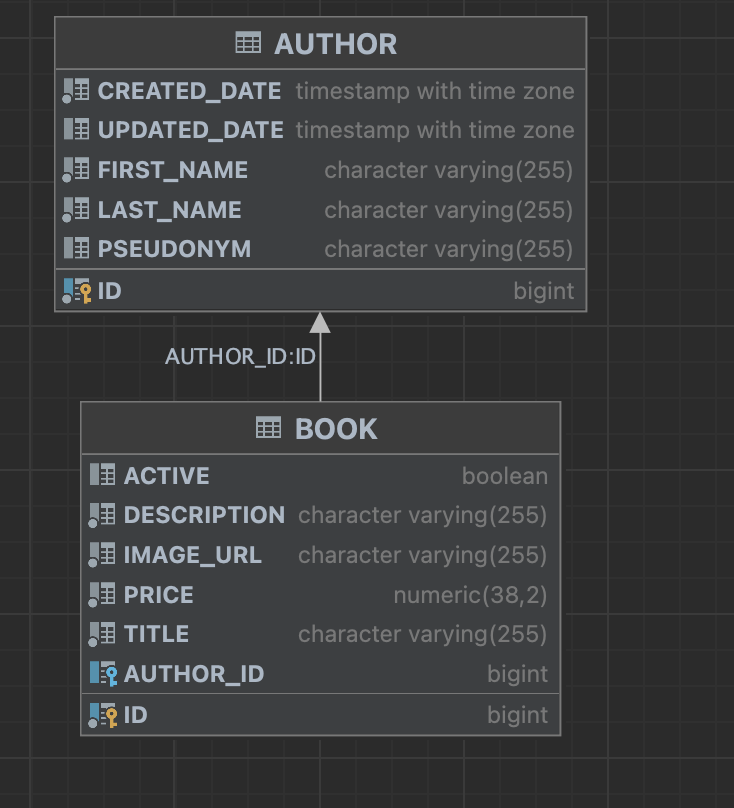 AUTHOR
CREATED_DATE timestamp with time zone
UPDATED_DATE timestamp with time zone
FIRST_NAME character varying(255)
LAST_NAME character varying(255)
PSEUDONYM character varying(255)
ID bigint
AUTHOR_ID:ID
BOOK
ACTIVE boolean
DESCRIPTION character varying(255)
IMAGE_URL character varying(255)
PRICE numeric(38,2)
TITLE character varying(255)
AUTHOR_ID bigint
ID bigint